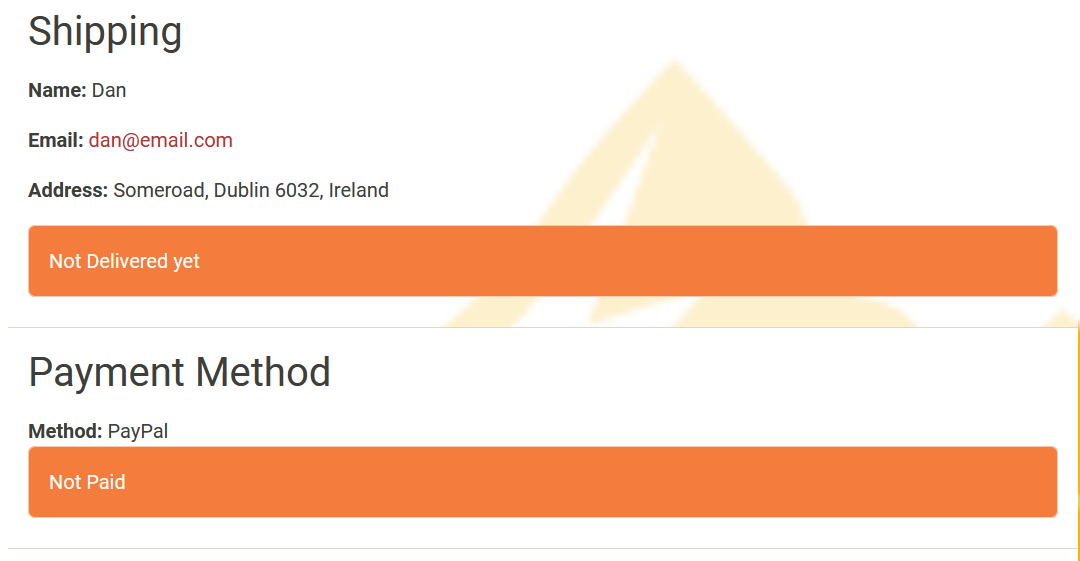 Shipping
Name: Dan
Email: dan@email.com
Address: Someroad, Dublin 6032, Ireland
Not Delivered yet
Payment Method
Method: PayPal
Not Paid